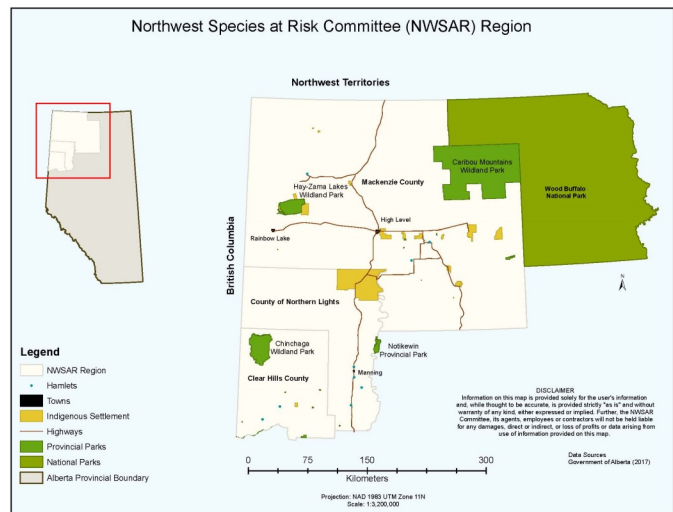 Northwest Species at Risk Committee (NWSAR) Region
Northwest Territories
Caribou Mountains
Wildland Park
Mackenzie County
Hay-Zama Lakes
Wildland Park
Wood Buffalo
National Park
High Level
Rainbow Lake
British Columbia
N
County of Northern Lights
Chinchaga
Wildland Park
Notikewin
Provincial Park
Manning
Clear Hills County
Legend
NWSAR Region
Hamlets
Towns
Indigenous Settlement
Highways
Provincial Parks
National Parks
Alberta Provincial Boundary
DISCLAIMER
Information on this map is provided solely for the user's information
and, while thought to be accurate, is provided strictly "as is" and without
warranty of any kind, either expressed or implied. Further, the NWSAR
Committee, its agents, employees or contractors will not be held liable
for any damages, direct or indirect, or loss of profits or data arising from
use of information provided on this map.
Data Sources
Government of Alberta (2017)
0 37.5 75 150 225 300
Kilometers
Projection: NAD 1983 UTM Zone 11N
Scale: 1:3,200,000